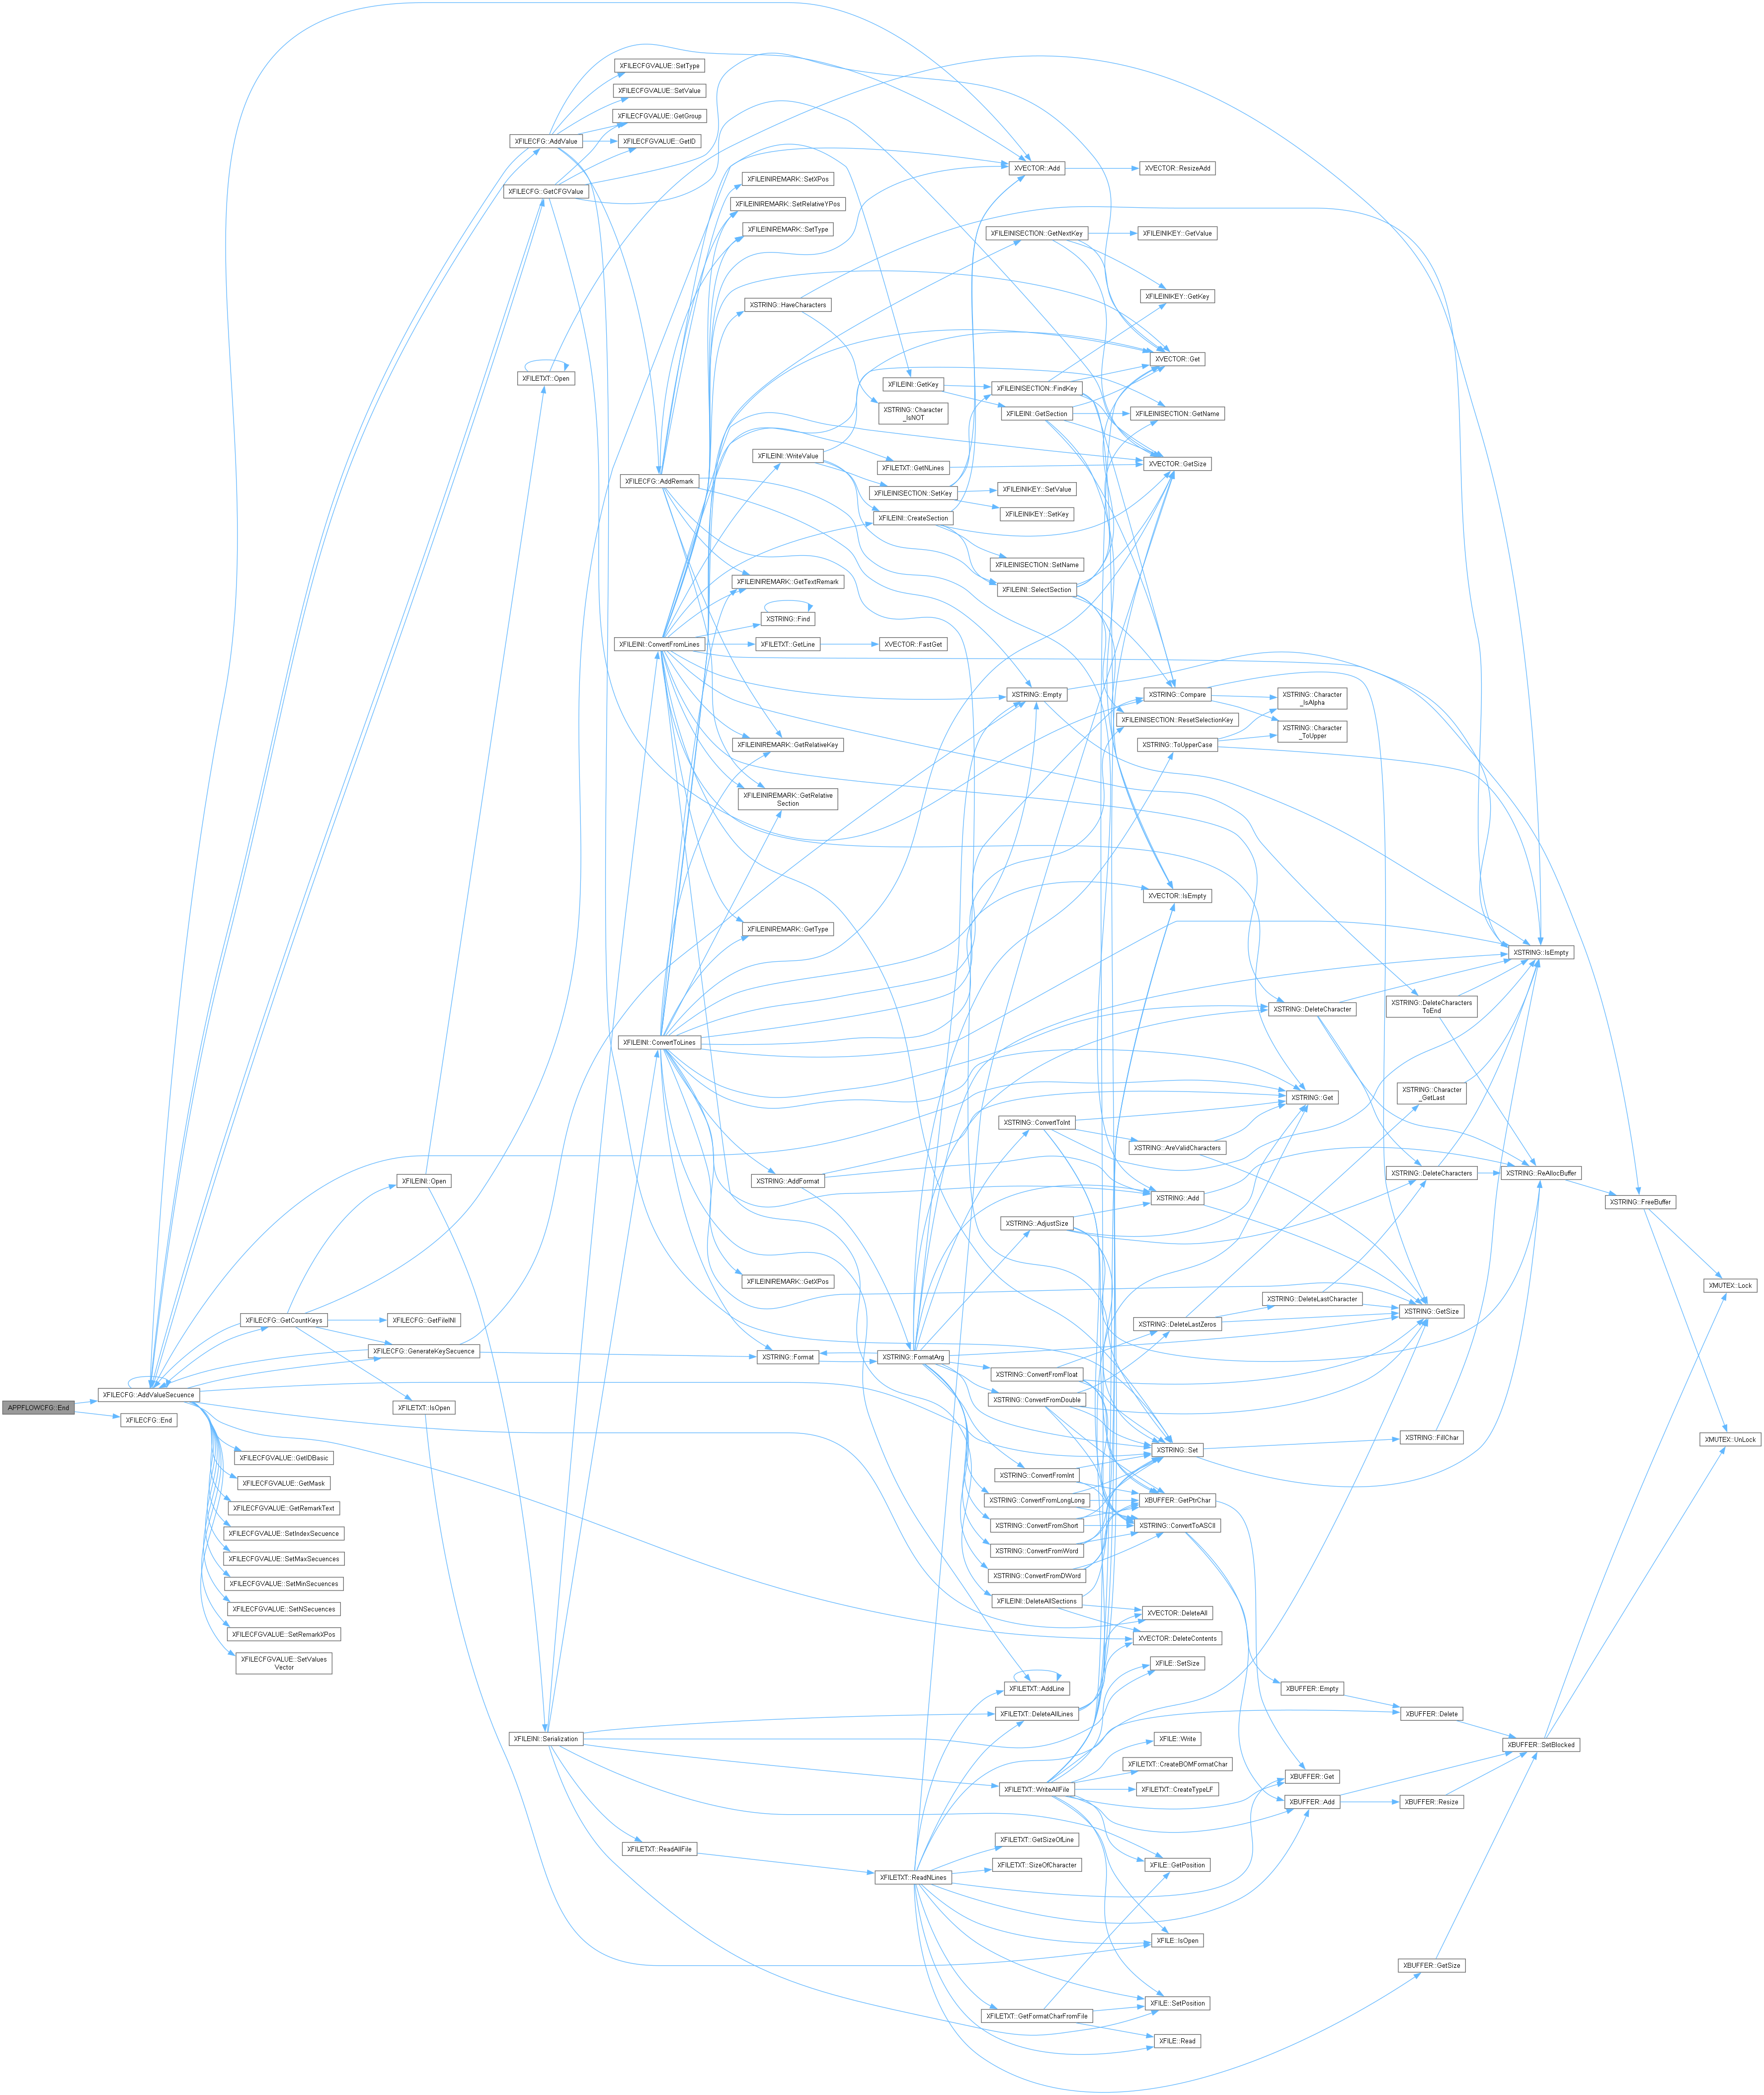 XFILECFGVALUE::SetType
XFILECFGVALUE::SetValue
XFILECFGVALUE::GetGroup
XFILECFG::AddValue
XFILECFGVALUE::GetID
XVECTOR::Add
XVECTOR::ResizeAdd
XFILEINIREMARK::SetXPos
XFILECFG::GetCFGValue
XFILEINIREMARK::SetRelativeYPos
XFILEINIREMARK::SetType
XFILEINISECTION::GetNextKey
XFILEINIKEY::GetValue
XFILEINIKEY::GetKey
XSTRING::HaveCharacters
XVECTOR::Get
XFILETXT::Open
XFILEINI::GetKey
XFILEINISECTION::FindKey
XSTRING::Character
_IsNOT
XFILEINI::GetSection
XFILEINISECTION::GetName
XFILEINI::WriteValue
XFILETXT::GetNLines
XVECTOR::GetSize
XFILECFG::AddRemark
XFILEINISECTION::SetKey
XFILEINIKEY::SetValue
XFILEINIKEY::SetKey
XFILEINI::CreateSection
XFILEINISECTION::SetName
XFILEINIREMARK::GetTextRemark
XFILEINI::SelectSection
XSTRING::Find
XFILEINI::ConvertFromLines
XFILETXT::GetLine
XVECTOR::FastGet
XSTRING::Empty
XSTRING::Compare
XSTRING::Character
_IsAlpha
XFILEINISECTION::ResetSelectionKey
XSTRING::Character
_ToUpper
XFILEINIREMARK::GetRelativeKey
XSTRING::ToUpperCase
XFILEINIREMARK::GetRelative
Section
XVECTOR::IsEmpty
XFILEINIREMARK::GetType
XSTRING::IsEmpty
XSTRING::DeleteCharacter
XSTRING::DeleteCharacters
ToEnd
XFILEINI::ConvertToLines
XSTRING::Get
XSTRING::Character
_GetLast
XSTRING::ConvertToInt
XSTRING::AreValidCharacters
XFILEINI::Open
XSTRING::AddFormat
XSTRING::DeleteCharacters
XSTRING::ReAllocBuffer
XSTRING::Add
XSTRING::FreeBuffer
XSTRING::AdjustSize
XFILEINIREMARK::GetXPos
XMUTEX::Lock
XSTRING::DeleteLastCharacter
XSTRING::GetSize
XFILECFG::GetCountKeys
XFILECFG::GetFileINI
XSTRING::DeleteLastZeros
XFILECFG::GenerateKeySecuence
XSTRING::Format
XSTRING::FormatArg
XSTRING::ConvertFromFloat
XFILECFG::AddValueSecuence
XSTRING::ConvertFromDouble
APPFLOWCFG::End
XFILETXT::IsOpen
XFILECFG::End
XSTRING::FillChar
XMUTEX::UnLock
XSTRING::Set
XFILECFGVALUE::GetIDBasic
XSTRING::ConvertFromInt
XFILECFGVALUE::GetMask
XSTRING::ConvertFromLongLong
XBUFFER::GetPtrChar
XFILECFGVALUE::GetRemarkText
XSTRING::ConvertFromShort
XSTRING::ConvertToASCII
XFILECFGVALUE::SetIndexSecuence
XSTRING::ConvertFromWord
XFILECFGVALUE::SetMaxSecuences
XSTRING::ConvertFromDWord
XFILECFGVALUE::SetMinSecuences
XFILEINI::DeleteAllSections
XFILECFGVALUE::SetNSecuences
XVECTOR::DeleteAll
XFILECFGVALUE::SetRemarkXPos
XVECTOR::DeleteContents
XFILECFGVALUE::SetValues
Vector
XFILE::SetSize
XFILETXT::AddLine
XBUFFER::Empty
XFILETXT::DeleteAllLines
XBUFFER::Delete
XFILEINI::Serialization
XFILE::Write
XBUFFER::SetBlocked
XFILETXT::CreateBOMFormatChar
XBUFFER::Get
XFILETXT::WriteAllFile
XFILETXT::CreateTypeLF
XBUFFER::Add
XBUFFER::Resize
XFILETXT::GetSizeOfLine
XFILETXT::ReadAllFile
XFILETXT::SizeOfCharacter
XFILE::GetPosition
XFILETXT::ReadNLines
XFILE::IsOpen
XBUFFER::GetSize
XFILE::SetPosition
XFILETXT::GetFormatCharFromFile
XFILE::Read